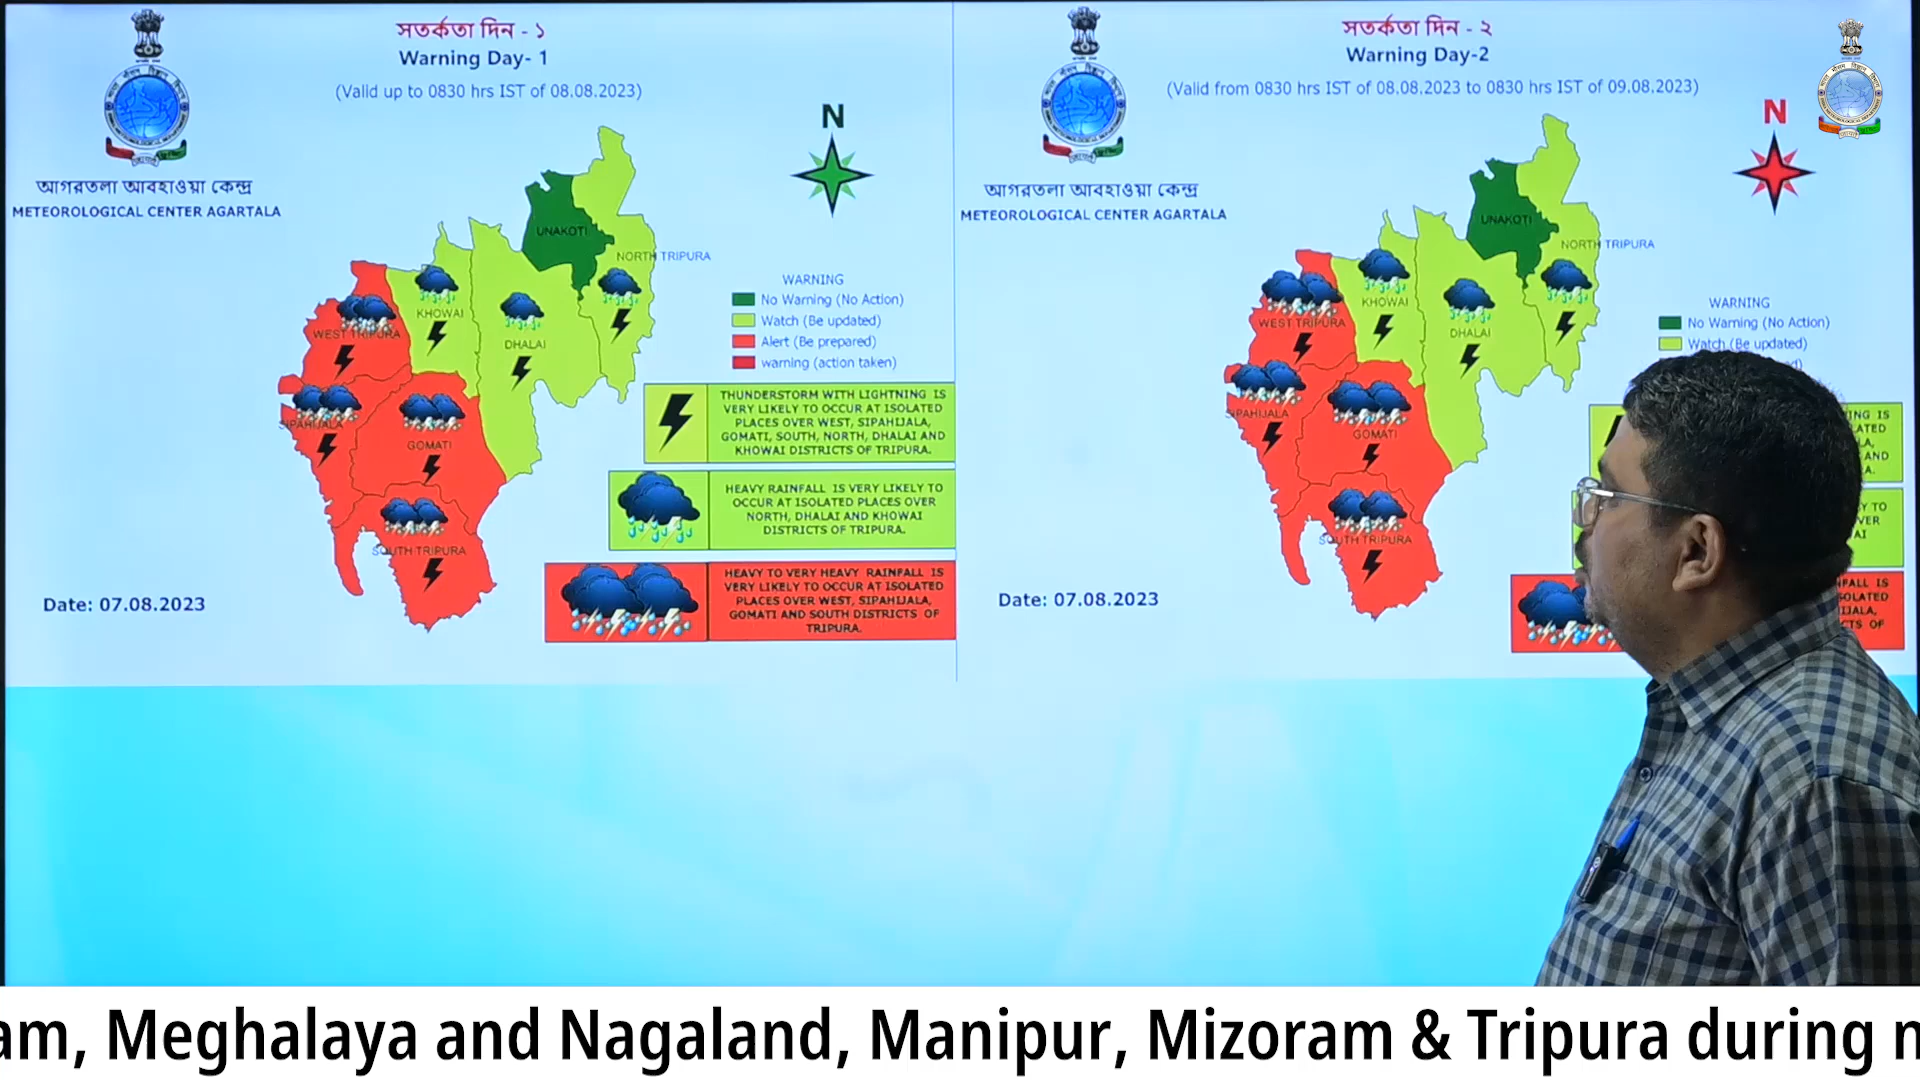 সতর্কতা দিন - ১
Warning Day- 1
(Valid up to 0830 hrs IST of 08.08.2023)
আগরতলা আবহাওয়া কেন্দ্র
METEOROLOGICAL CENTER AGARTALA
N
UNAKOTI
NORTH TRIPURA
KHOWAI
WEST TRIPURA
DHALAI
SIPAHIJALA
GOMATI
SOUTH TRIPURA
WARNING
No Warning (No Action)
Watch (Be updated)
Alert (Be prepared)
warning (action taken)
THUNDERSTORM WITH LIGHTNING IS
VERY LIKELY TO OCCUR AT ISOLATED
PLACES OVER WEST, SIPAHIJALA,
GOMATI, SOUTH, NORTH, DHALAI AND
KHOWAI DISTRICTS OF TRIPURA.
HEAVY RAINFALL IS VERY LIKELY TO
OCCUR AT ISOLATED PLACES OVER
NORTH, DHALAI AND KHOWAI
DISTRICTS OF TRIPURA.
HEAVY TO VERY HEAVY RAINFALL IS
VERY LIKELY TO OCCUR AT ISOLATED
PLACES OVER WEST, SIPAHIJALA,
GOMATI AND SOUTH DISTRICTS OF
TRIPURA.
Date: 07.08.2023
সতর্কতা দিন - ২
Warning Day-2
(Valid from 0830 hrs IST of 08.08.2023 to 0830 hrs IST of 09.08.2023)
আগরতলা আবহাওয়া কেন্দ্র
METEOROLOGICAL CENTER AGARTALA
N
UNAKOTI
NORTH TRIPURA
KHOWAI
WEST TRIPURA
DHALAI
SIPAHIJALA
GOMATI
SOUTH TRIPURA
WARNING
No Warning (No Action)
Watch (Be updated)
IS
AND
TO
IS
OF
Date: 07.08.2023
am, Meghalaya and Nagaland, Manipur, Mizoram & Tripura during